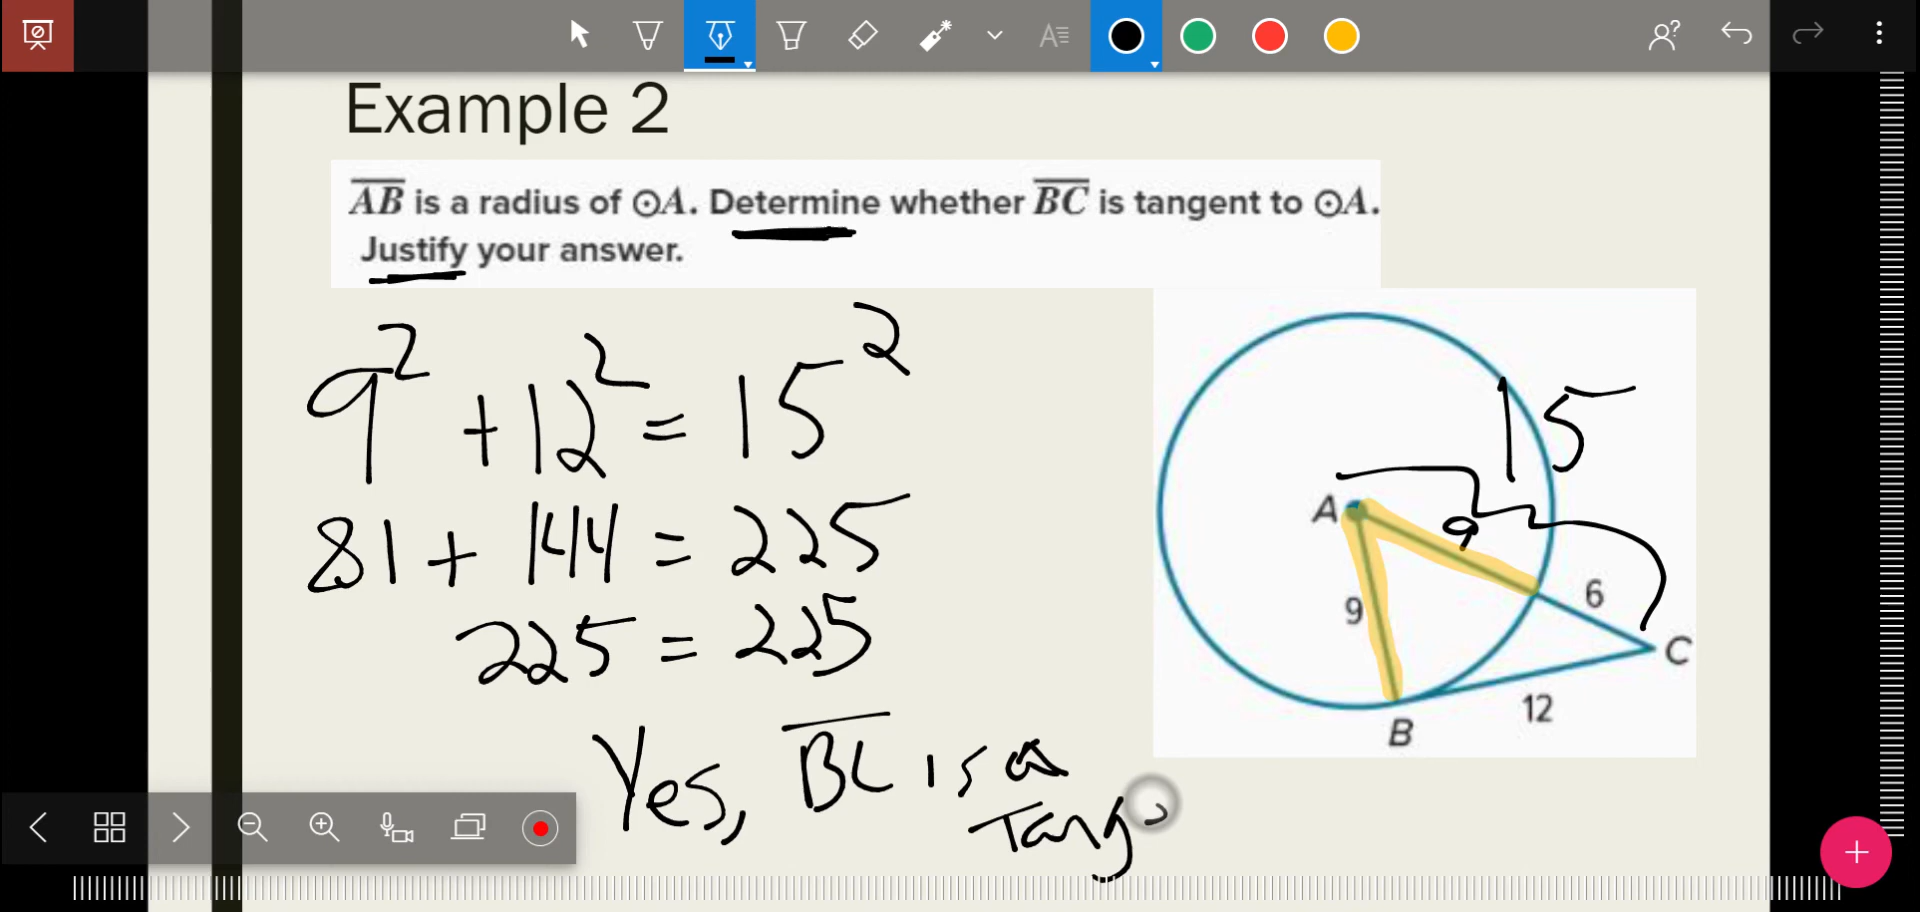 Example 2
AB is a radius of ⊙A. Determine whether BC is tangent to ⊙A.
Justify your answer.
9² + 12² = 15²
81 + 144 = 225
225 = 225
Yes, BC is a
Tang
15
A
9
9
6
C
12
B